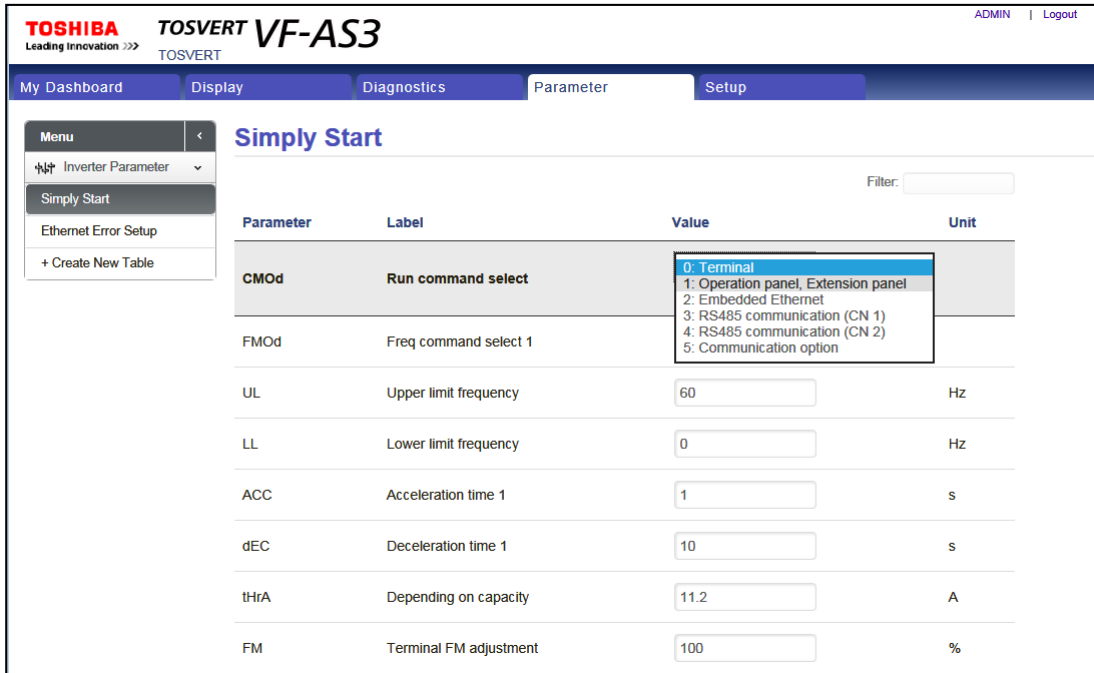 ADMIN | Logout
TOSHIBA
Leading Innovation >>>
TOSVERT VF-AS3
TOSVERT
My Dashboard Display Diagnostics Parameter Setup
Menu
Inverter Parameter
Simply Start
Ethernet Error Setup
+ Create New Table
Simply Start
Filter:
Parameter Label Value Unit
CMOd Run command select
0: Terminal
1: Operation panel, Extension panel
2: Embedded Ethernet
3: RS485 communication (CN 1)
4: RS485 communication (CN 2)
5: Communication option
FMOd Freq command select 1
UL Upper limit frequency 60 Hz
LL Lower limit frequency 0 Hz
ACC Acceleration time 1 1 s
dEC Deceleration time 1 10 s
tHrA Depending on capacity 11.2 A
FM Terminal FM adjustment 100 %